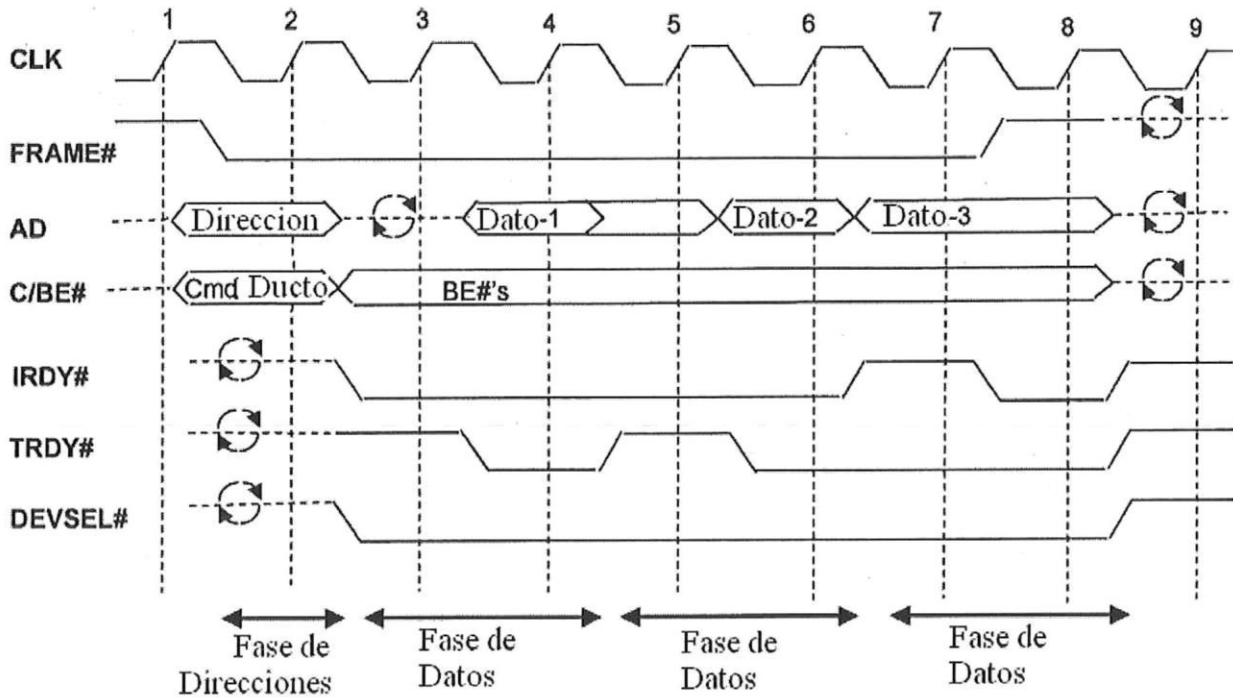 1 2 3 4 5 6 7 8 9
CLK
FRAME#
AD
Direccion
Dato-1
Dato-2
Dato-3
C/BE#
Cmd Ducto
BE#'s
IRDY#
TRDY#
DEVSEL#
Fase de
Direcciones
Fase de
Datos
Fase de
Datos
Fase de
Datos